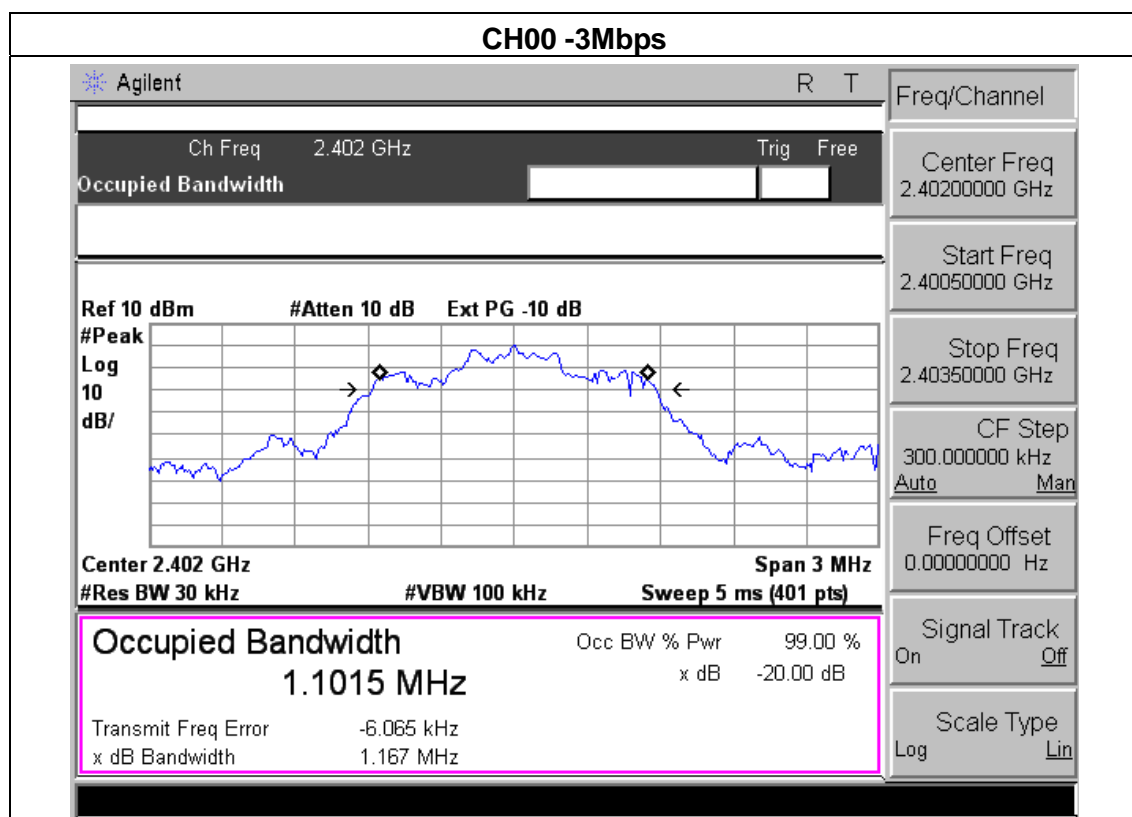 CH00 -3Mbps
Agilent
R T
Freq/Channel
Ch Freq 2.402 GHz Trig Free
Occupied Bandwidth
Center Freq
2.40200000 GHz
Start Freq
2.40050000 GHz
Ref 10 dBm #Atten 10 dB Ext PG -10 dB
#Peak
Log
10
dB/
Stop Freq
2.40350000 GHz
CF Step
300.000000 kHz
Auto Man
Center 2.402 GHz Span 3 MHz
#Res BW 30 kHz #VBW 100 kHz Sweep 5 ms (401 pts)
Freq Offset
0.00000000 Hz
Occupied Bandwidth Occ BW % Pwr 99.00 %
1.1015 MHz x dB -20.00 dB
Transmit Freq Error -6.065 kHz
x dB Bandwidth 1.167 MHz
Signal Track
On Off
Scale Type
Log Lin